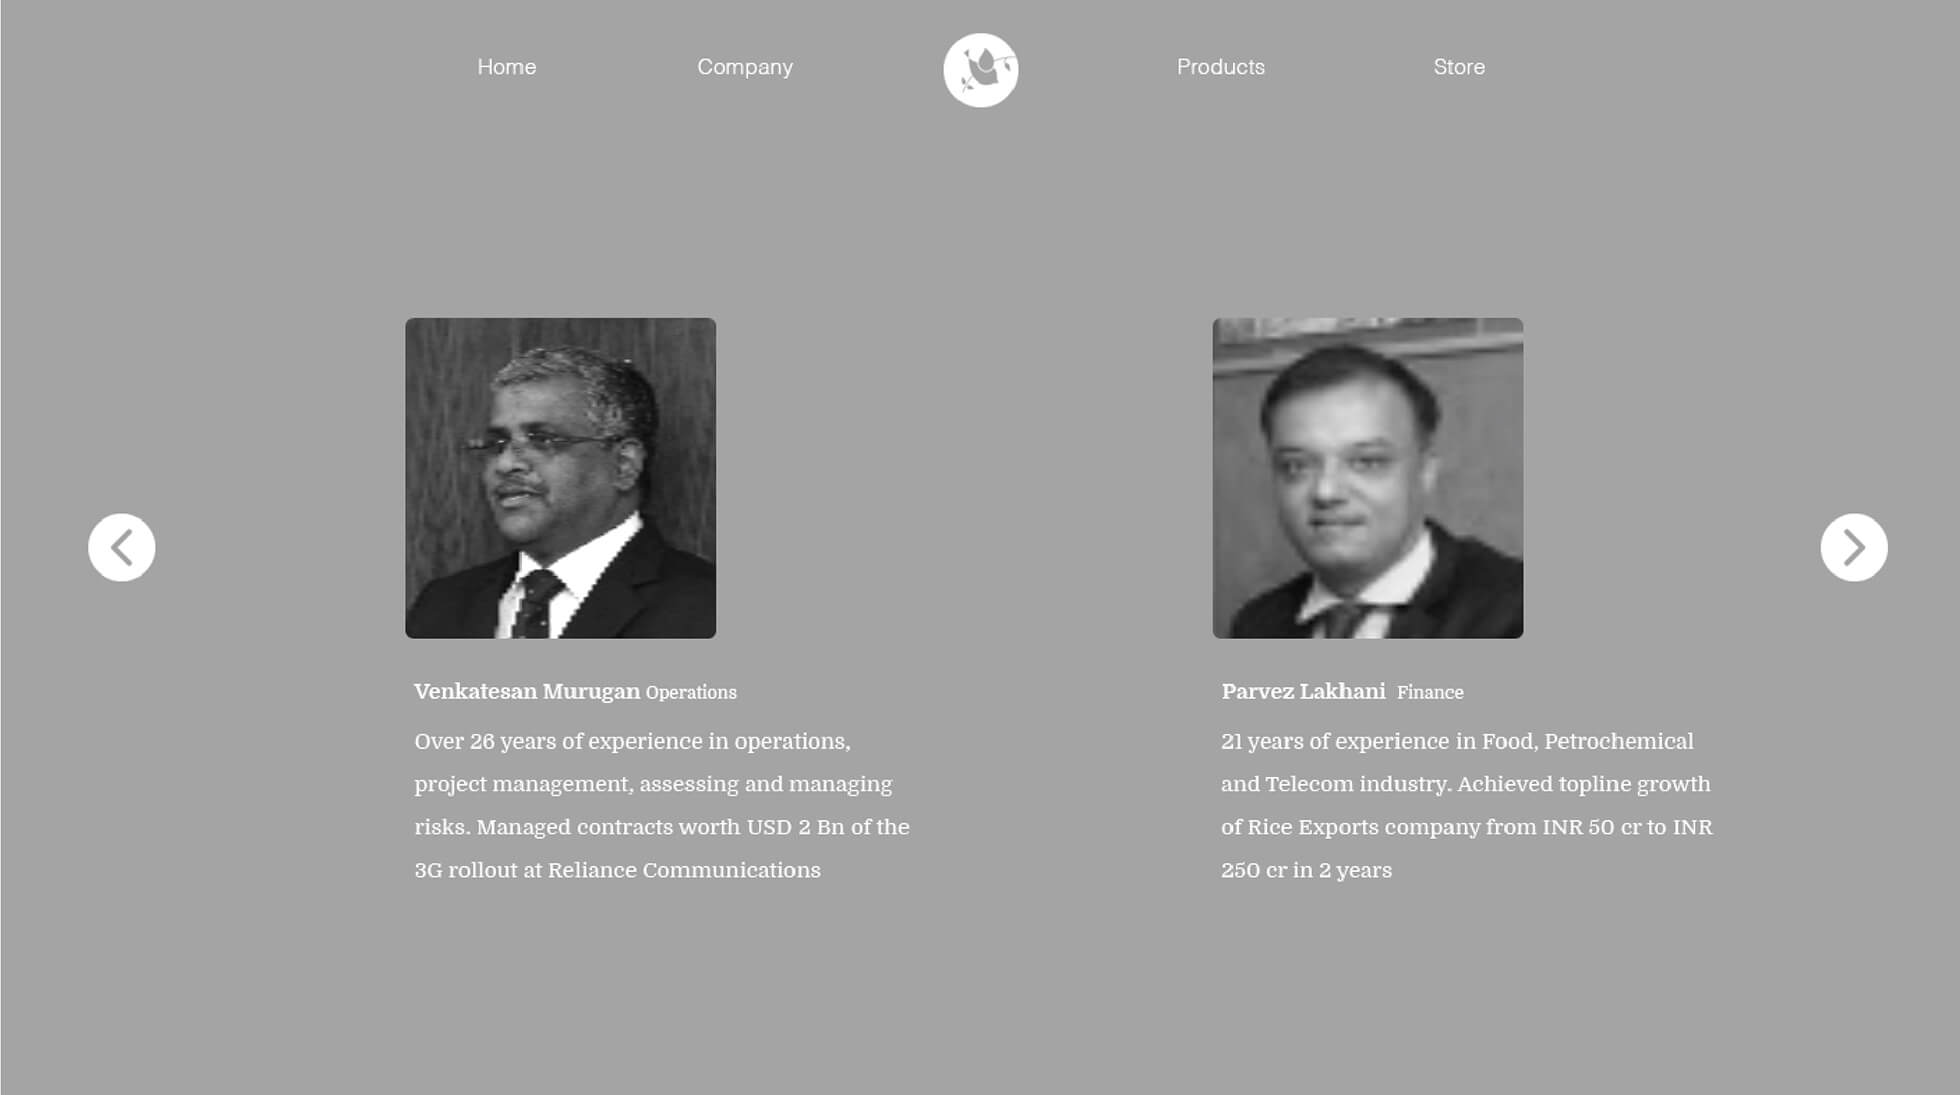 Home Company Products Store
Venkatesan Murugan Operations
Over 26 years of experience in operations,
project management, assessing and managing
risks. Managed contracts worth USD 2 Bn of the
3G rollout at Reliance Communications
Parvez Lakhani Finance
21 years of experience in Food, Petrochemical
and Telecom industry. Achieved topline growth
of Rice Exports company from INR 50 cr to INR
250 cr in 2 years